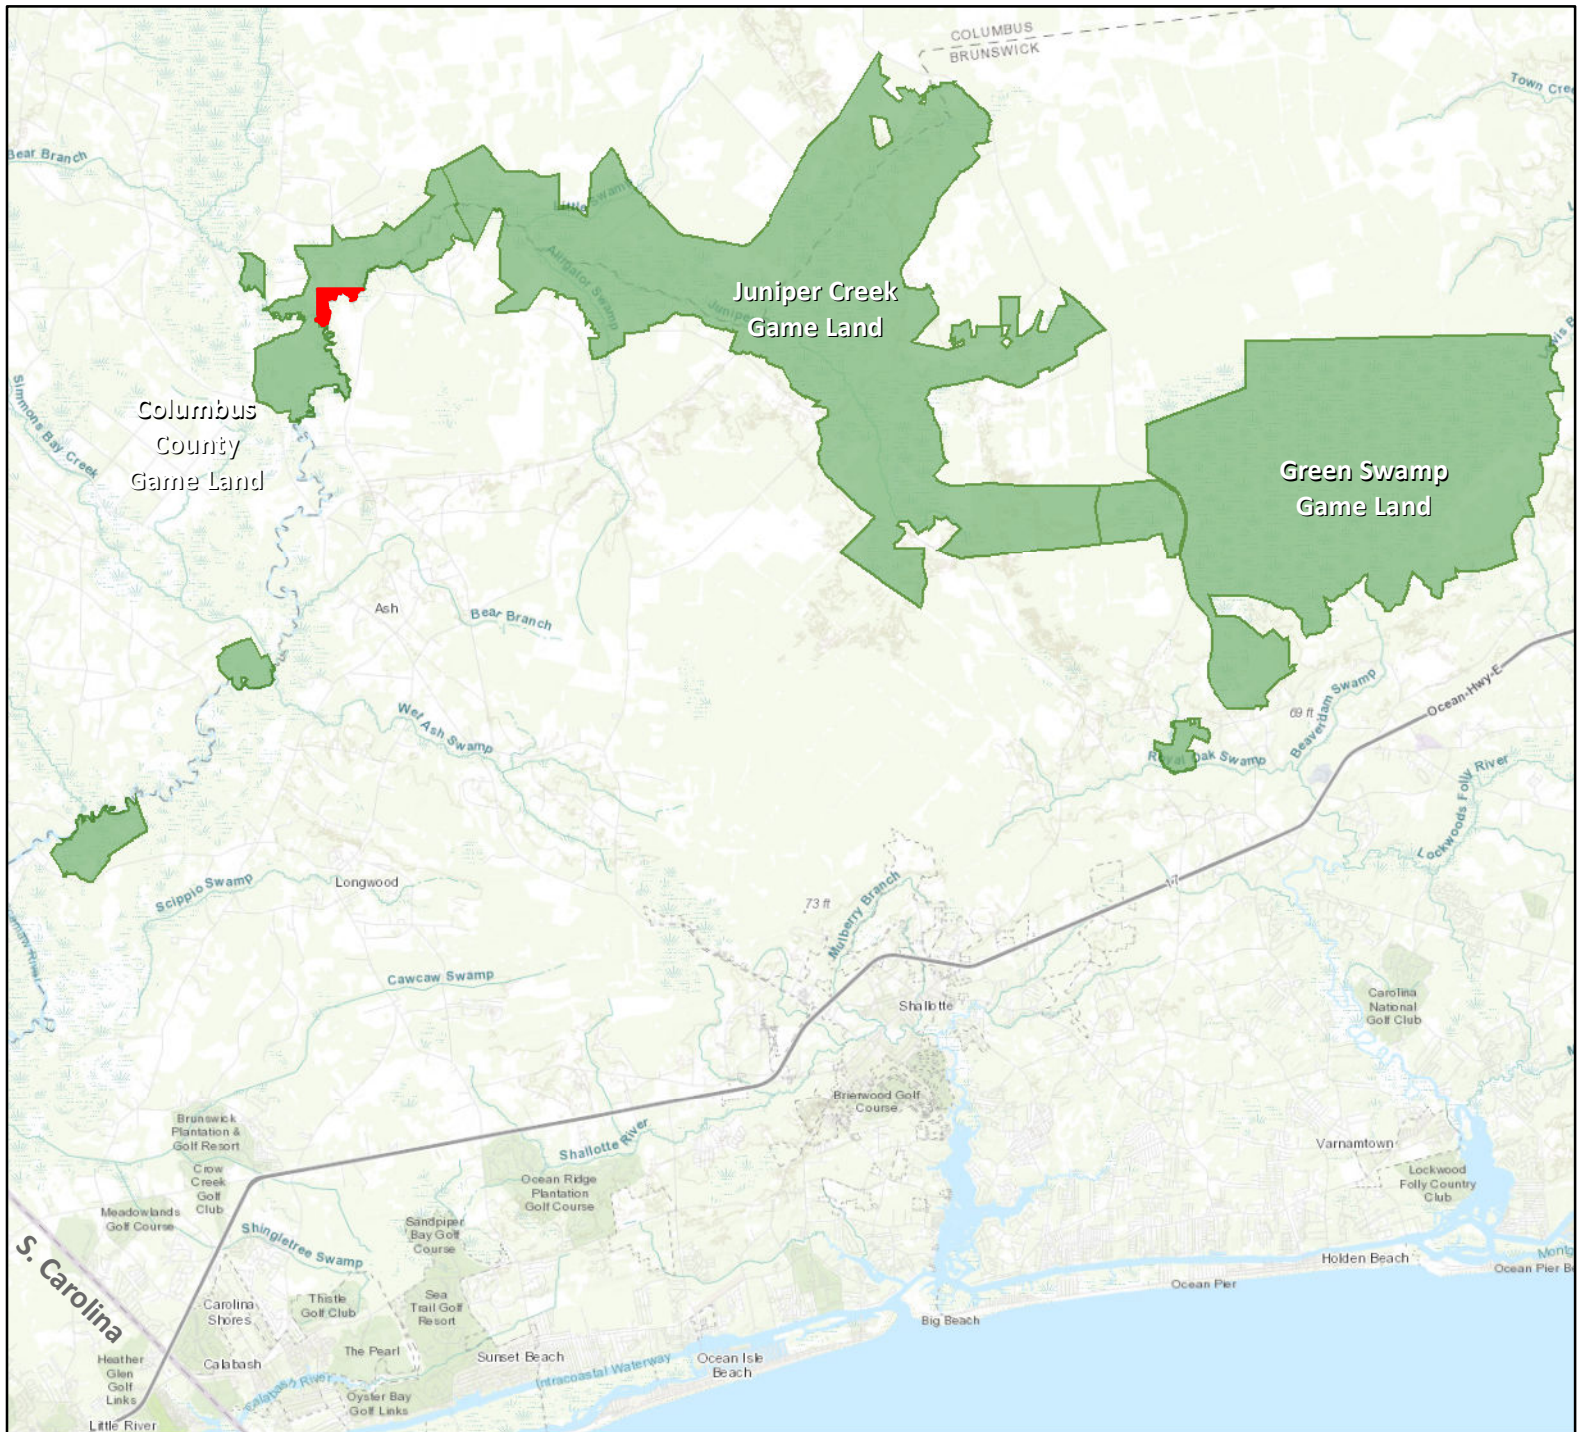 COLUMBUS
BRUNSWICK
Bear Branch
Little Swamp
Alligator Swamp
Juniper
Juniper Creek
Game Land
Columbus
County
Game Land
Simmons Bay Creek
Green Swamp
Game Land
Ash
Bear Branch
Wet Ash Swamp
69 ft
Beaverdam Swamp
Ocean-Hwy-E
Royal Oak Swamp
Lockwoods Folly River
Scippio Swamp
Longwood
73 ft
Mulberry Branch
17
Cawcaw Swamp
Shallotte
Carolina
National
Golf Club
Brierwood Golf
Course
Brunswick
Plantation &
Golf Resort
Crow
Creek
Golf
Club
Meadowlands
Golf Course
Shallotte River
Ocean Ridge
Plantation
Golf Course
Varnamtown
Lockwood
Folly Country
Club
S. Carolina
Shingletree Swamp
Sandpiper
Bay Golf
Course
Holden Beach
Ocean Pier
Carolina
Shores
Thistle
Golf Club
Sea
Trail Golf
Resort
Big Beach
Heather
Glen
Golf
Links
Calabash
The Pearl
Sunset Beach
Ocean Isle
Beach
Intracoastal Waterway
Calabash River
Oyster Bay
Golf Links
Little River